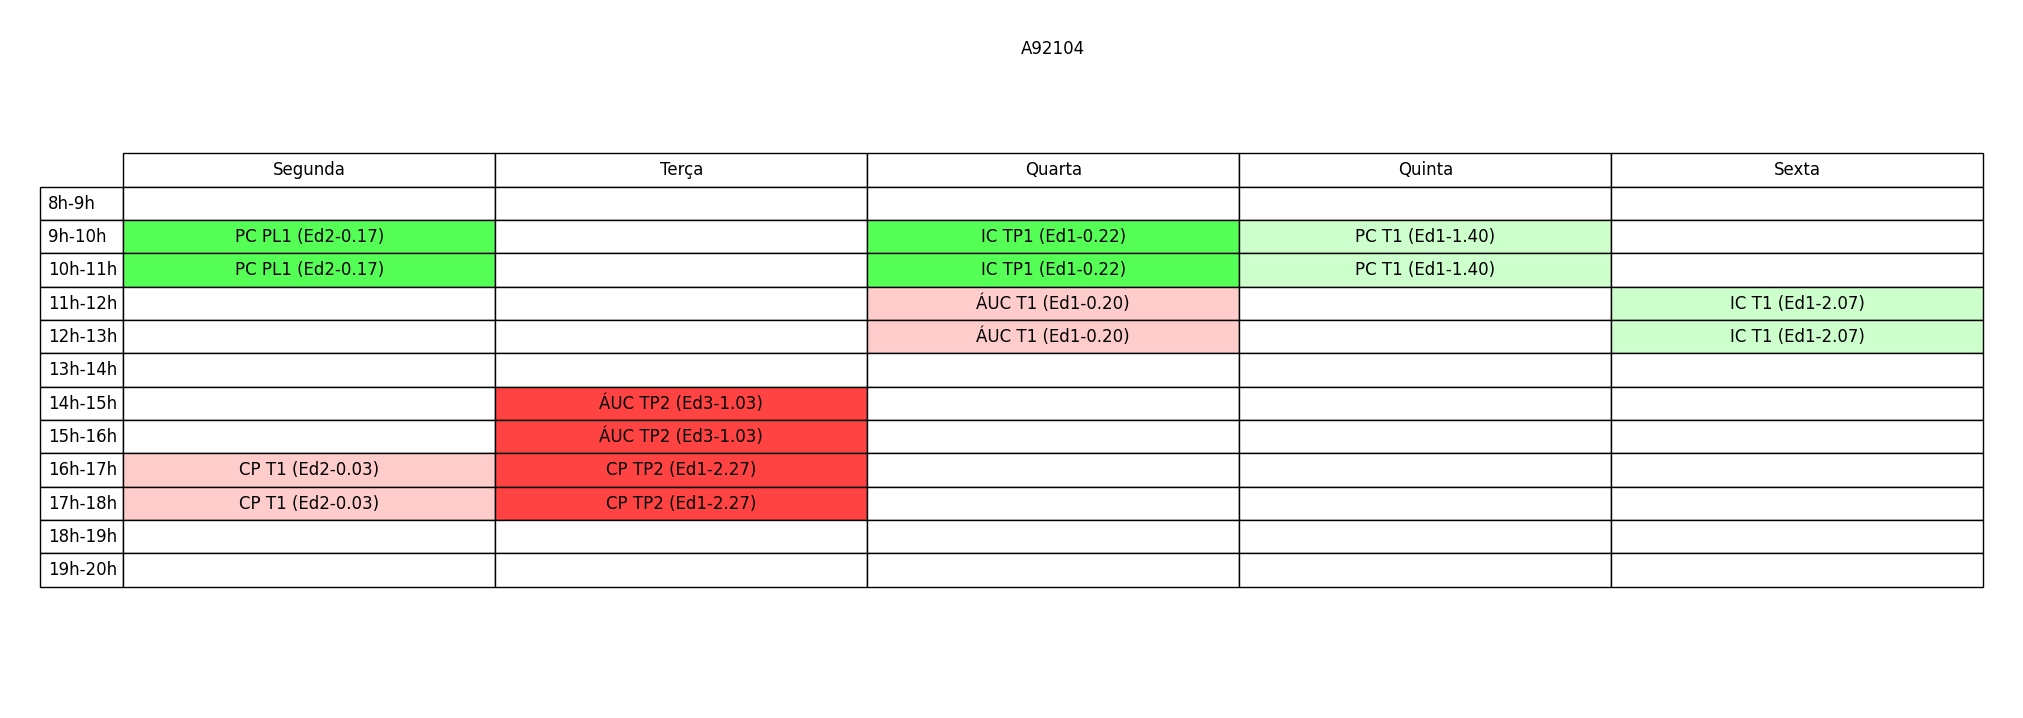 A92104
Segunda Terça Quarta Quinta Sexta
8h-9h
9h-10h PC PL1 (Ed2-0.17) IC TP1 (Ed1-0.22) PC T1 (Ed1-1.40)
10h-11h PC PL1 (Ed2-0.17) IC TP1 (Ed1-0.22) PC T1 (Ed1-1.40)
11h-12h ÁUC T1 (Ed1-0.20) IC T1 (Ed1-2.07)
12h-13h ÁUC T1 (Ed1-0.20) IC T1 (Ed1-2.07)
13h-14h
14h-15h ÁUC TP2 (Ed3-1.03)
15h-16h ÁUC TP2 (Ed3-1.03)
16h-17h CP T1 (Ed2-0.03) CP TP2 (Ed1-2.27)
17h-18h CP T1 (Ed2-0.03) CP TP2 (Ed1-2.27)
18h-19h
19h-20h